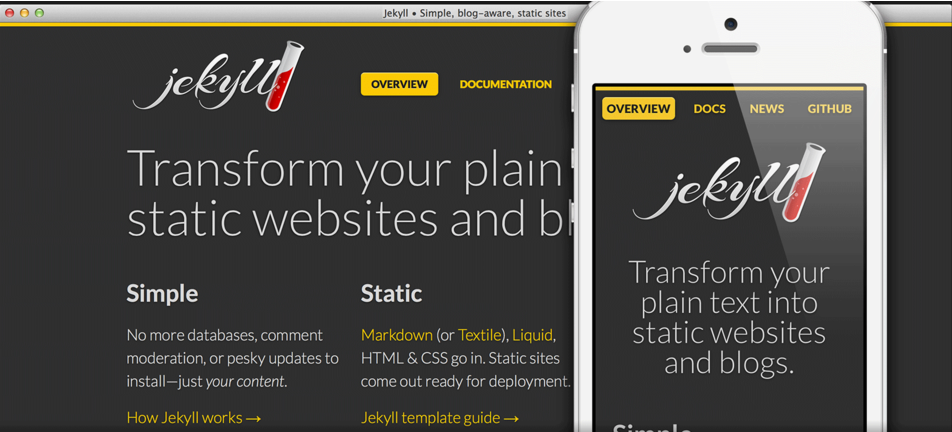 Jekyll • Simple, blog-aware, static sites
jekyll
OVERVIEW
DOCUMENTATION
Transform your plain
static websites and
Simple
No more databases, comment
moderation, or pesky updates to
install—just your content.
How Jekyll works →
Static
Markdown (or Textile), Liquid,
HTML & CSS go in. Static sites
come out ready for deployment.
Jekyll template guide →
OVERVIEW
DOCS
NEWS
GITHUB
jekyll
Transform your
plain text into
static websites
and blogs.
Simple